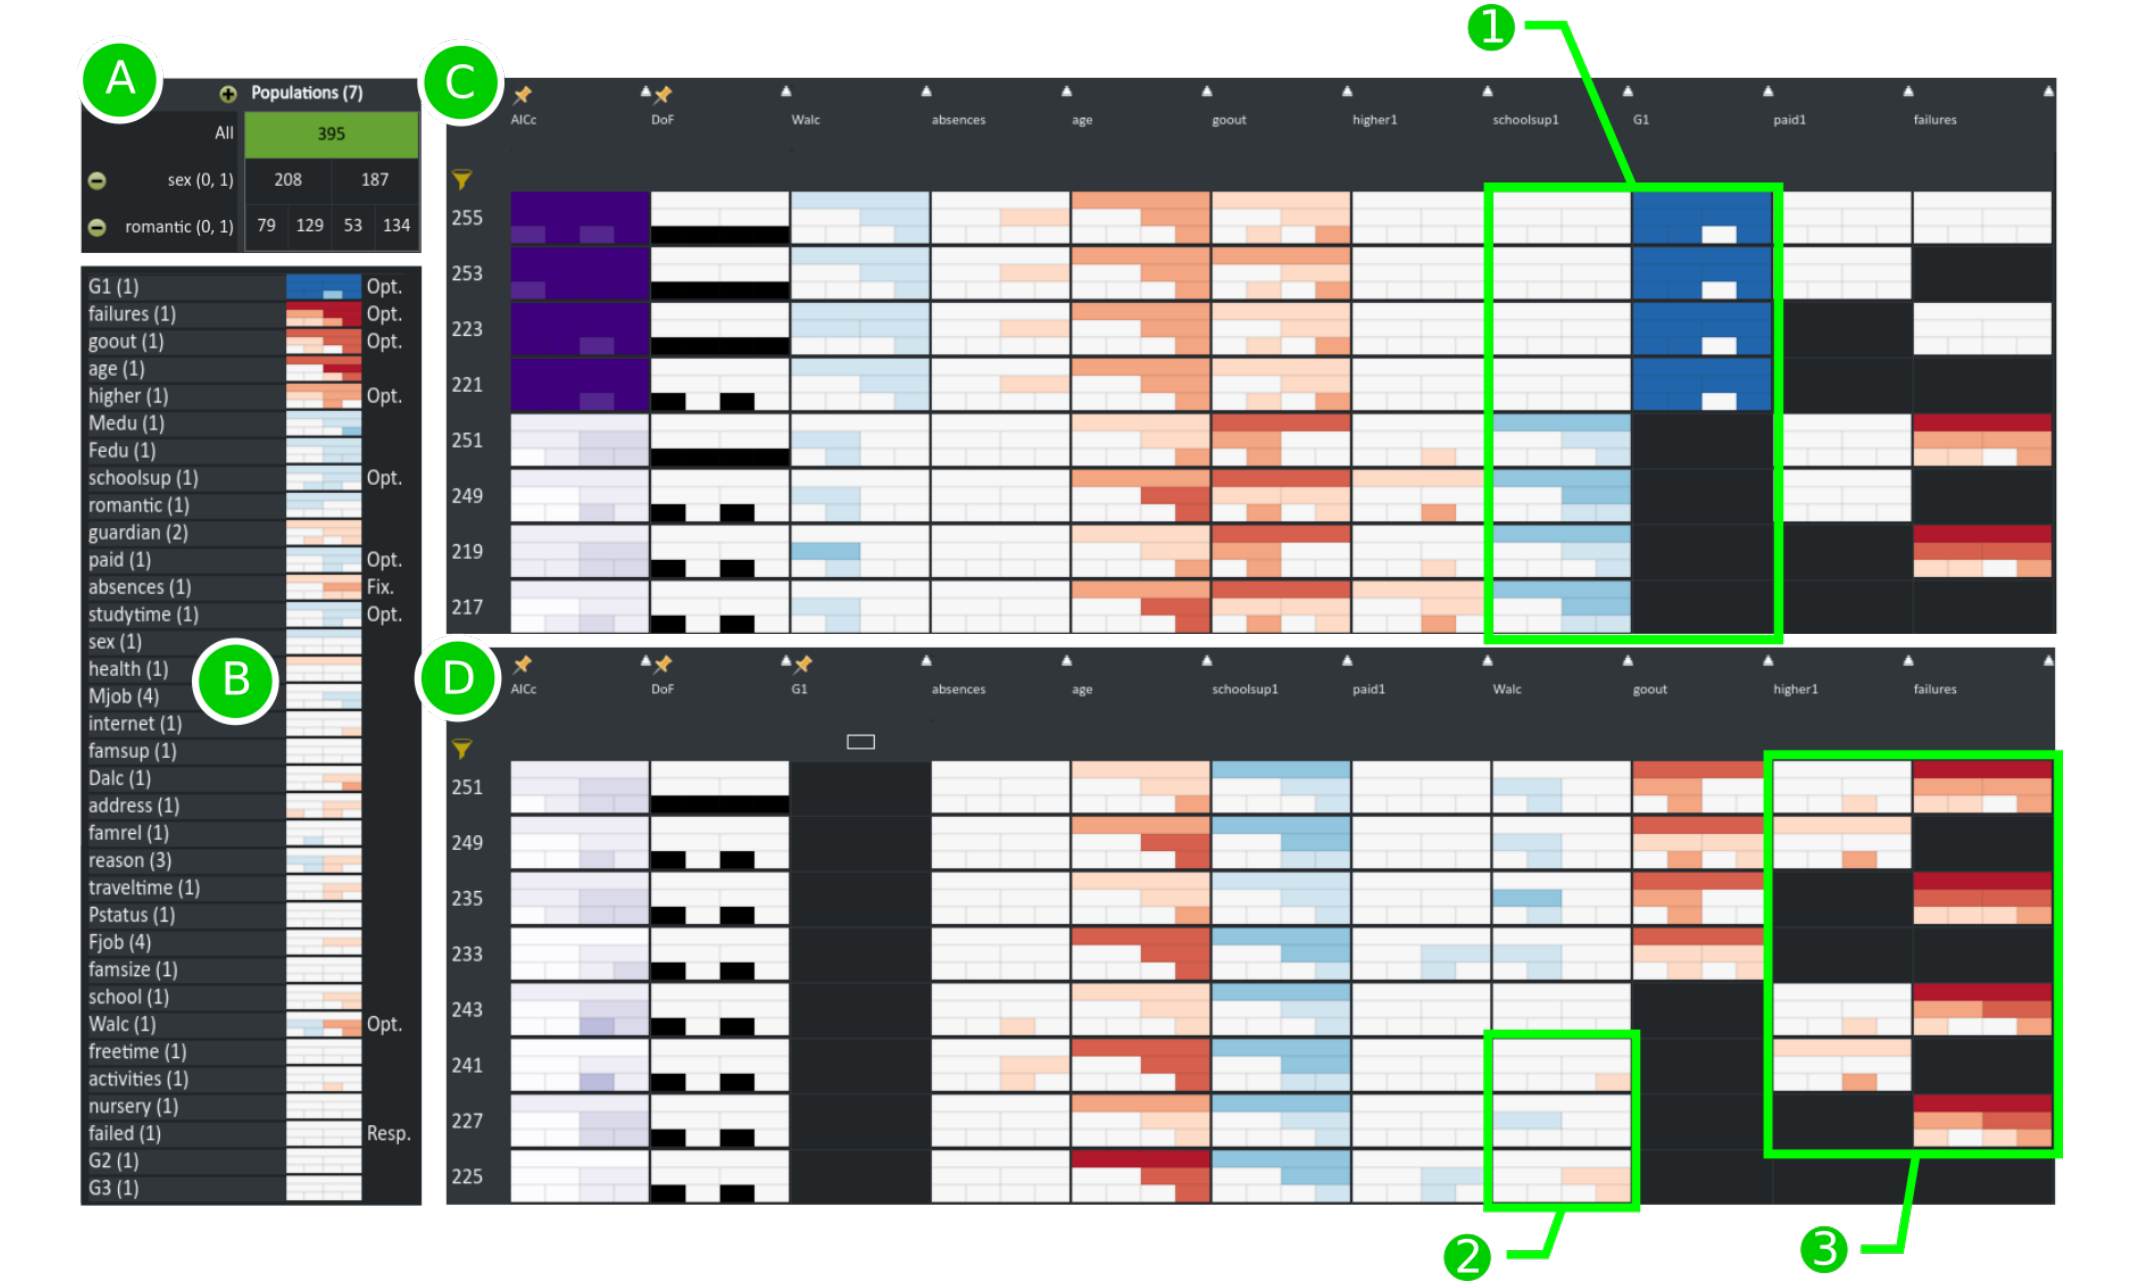 A
Populations (7)
All 395
sex (0, 1) 208 187
romantic (0, 1) 79 129 53 134
B
G1 (1) Opt.
failures (1) Opt.
goout (1) Opt.
age (1)
higher (1) Opt.
Medu (1)
Fedu (1)
schoolsup (1) Opt.
romantic (1)
guardian (2)
paid (1) Opt.
absences (1) Fix.
studytime (1) Opt.
sex (1)
health (1)
Mjob (4)
internet (1)
famsup (1)
Dalc (1)
address (1)
famrel (1)
reason (3)
traveltime (1)
Pstatus (1)
Fjob (4)
famsize (1)
school (1)
Walc (1) Opt.
freetime (1)
activities (1)
nursery (1)
failed (1) Resp.
G2 (1)
G3 (1)
C
1
AICc DoF Walc absences age goout higher1 schoolsup1 G1 paid1 failures
255
253
223
221
251
249
219
217
D
AICc DoF G1 absences age schoolsup1 paid1 Walc goout higher1 failures
251
249
235
233
243
241
227
225
2
3